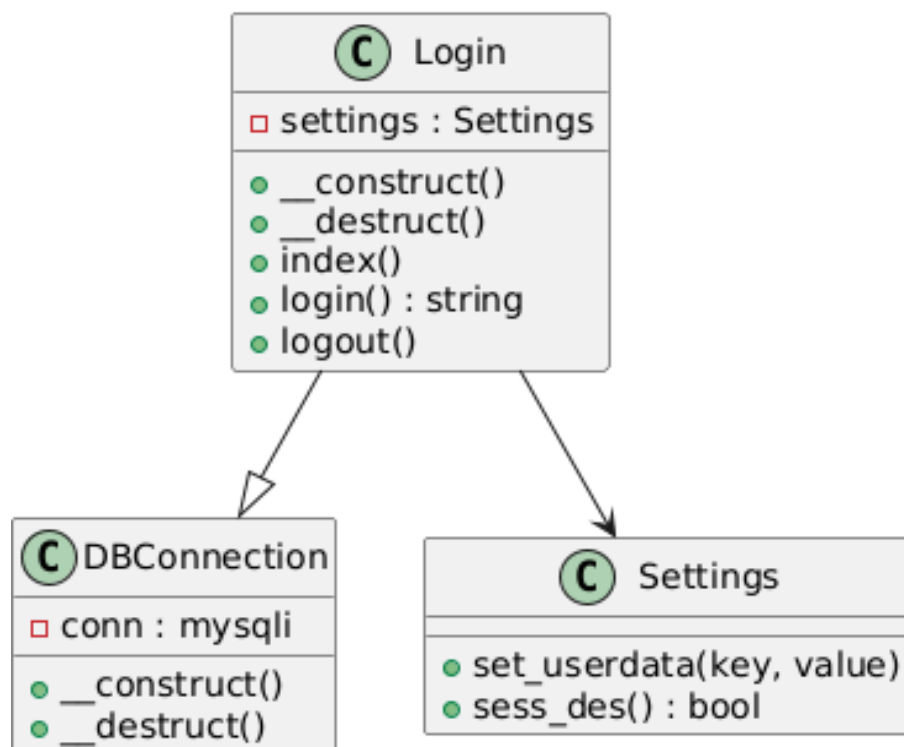 C Login
settings : Settings
__construct()
__destruct()
index()
login() : string
logout()
C DBConnection
conn : mysqli
__construct()
__destruct()
C Settings
set_userdata(key, value)
sess_des() : bool